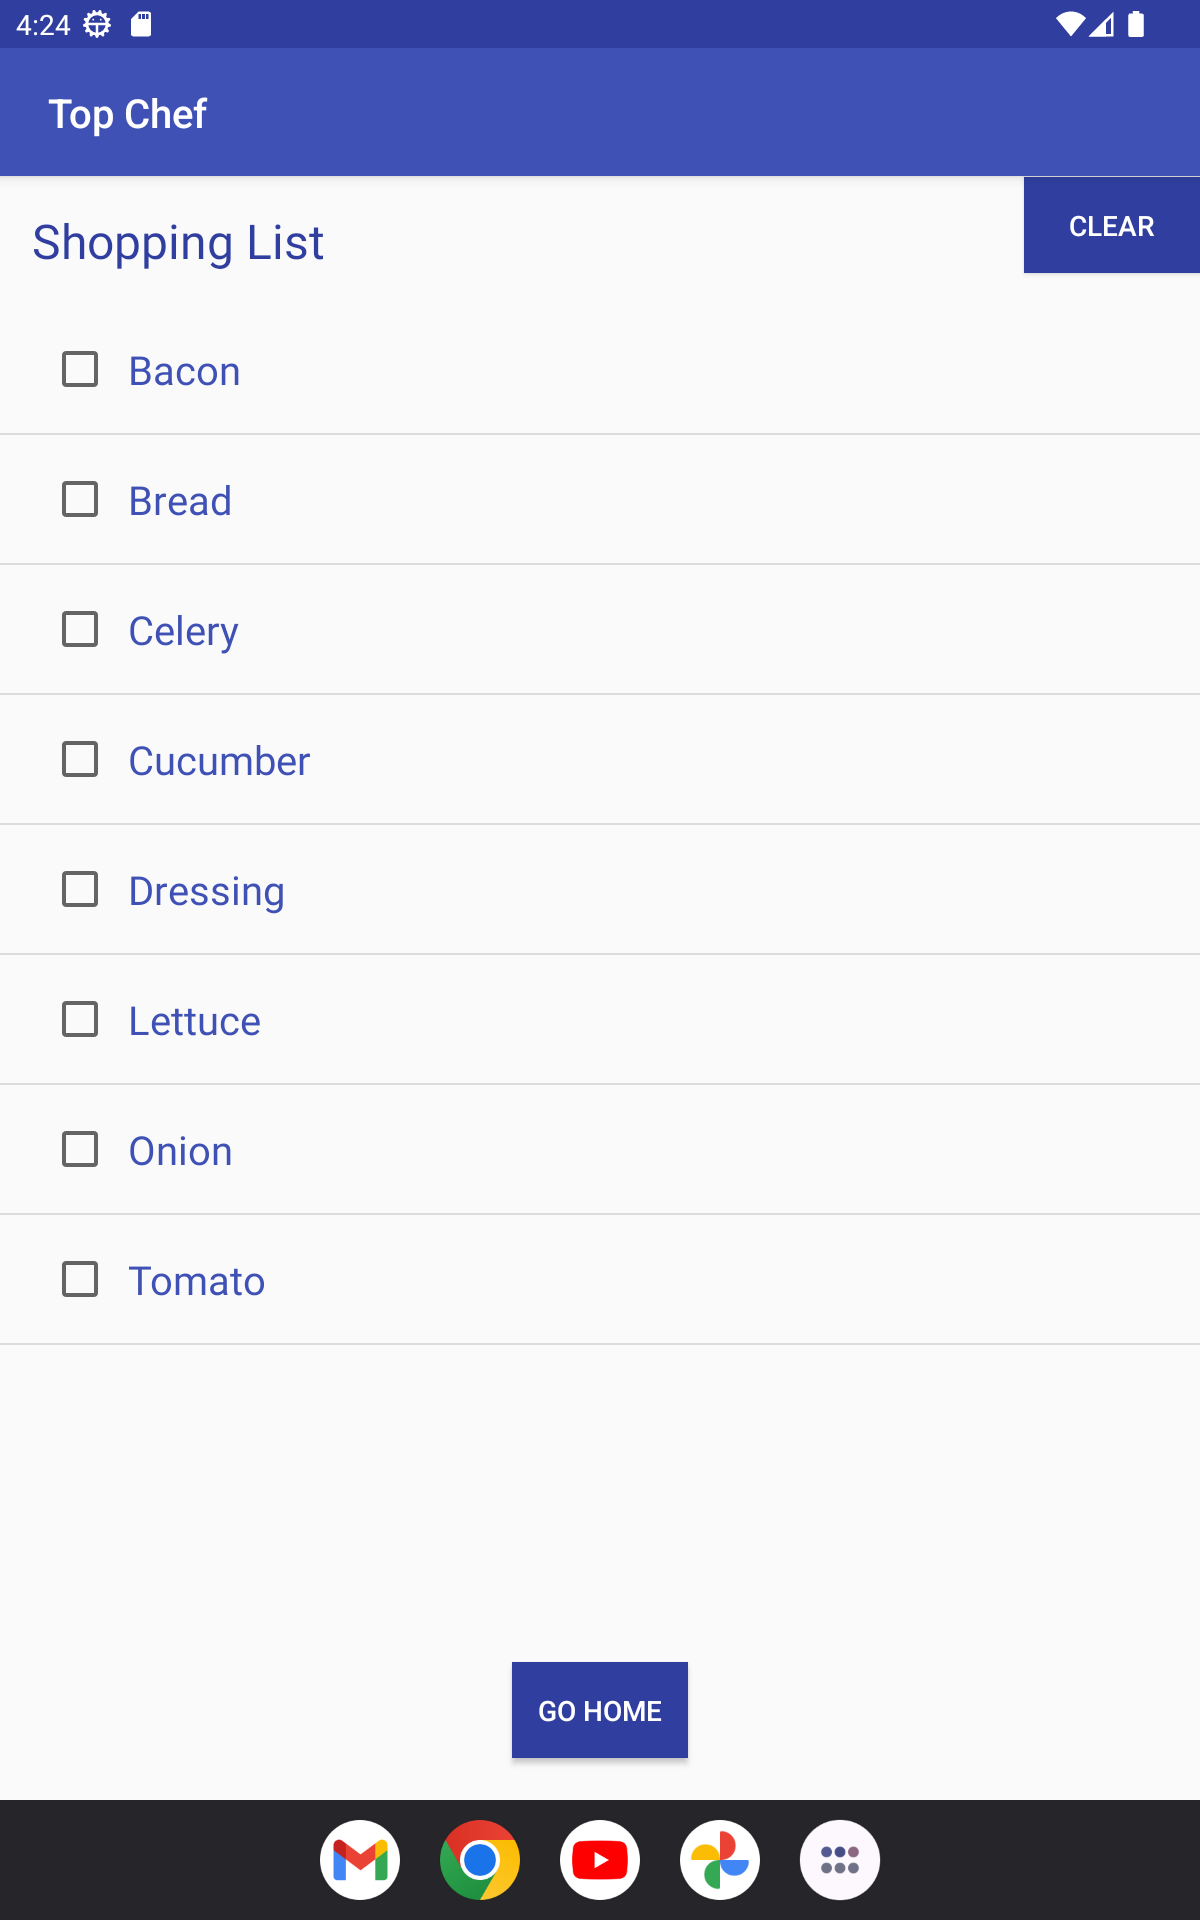 4:24
Top Chef
Shopping List
CLEAR
Bacon
Bread
Celery
Cucumber
Dressing
Lettuce
Onion
Tomato
GO HOME